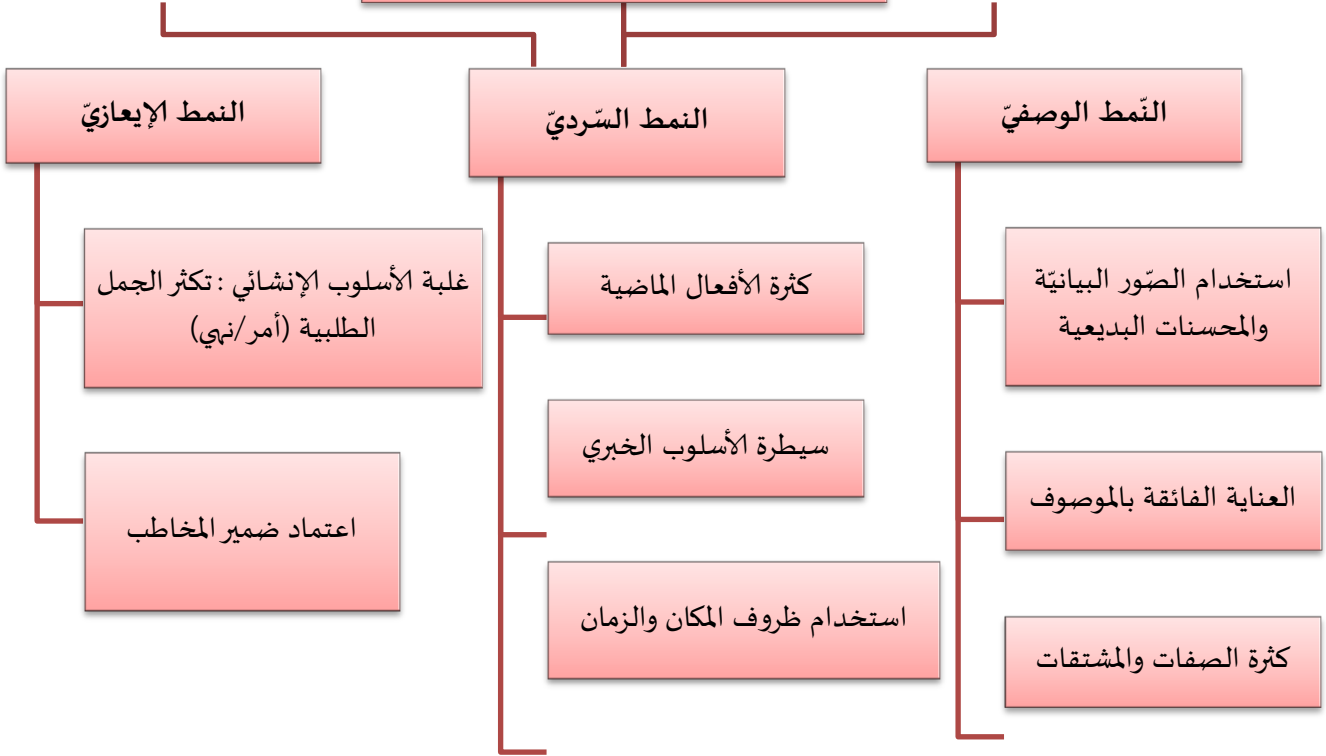 النّمط الوصفيّ
استخدام الصّور البيانيّة
والمحسنات البديعية
العناية الفائقة بالموصوف
كثرة الصفات والمشتقات
النمط السّرديّ
كثرة الأفعال الماضية
سيطرة الأسلوب الخبري
استخدام ظروف المكان والزمان
النمط الإيعازيّ
غلبة الأسلوب الإنشائي : تكثر الجمل
الطلبية (أمر/نهي)
اعتماد ضمير المخاطب